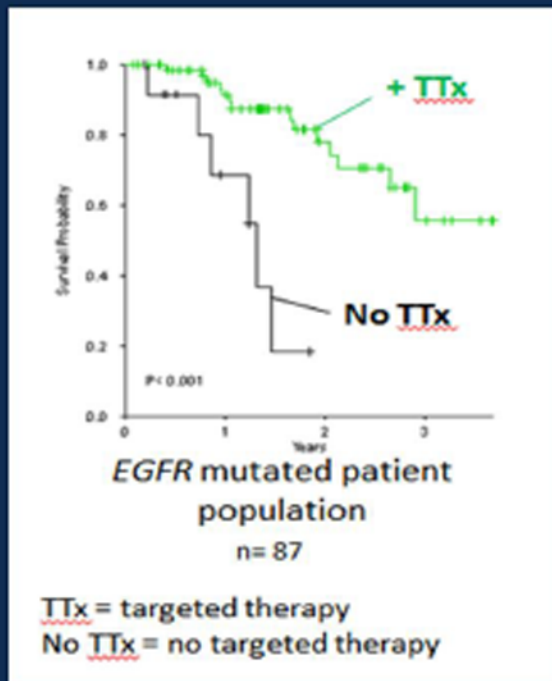 1.0
+ TTx
0.8
0.6
Survival Probability
0.4
No TTx
0.2
P< 0.001
0.0
0 1 2 3
Years
EGFR mutated patient
population
n= 87
TTx = targeted therapy
No TTx = no targeted therapy